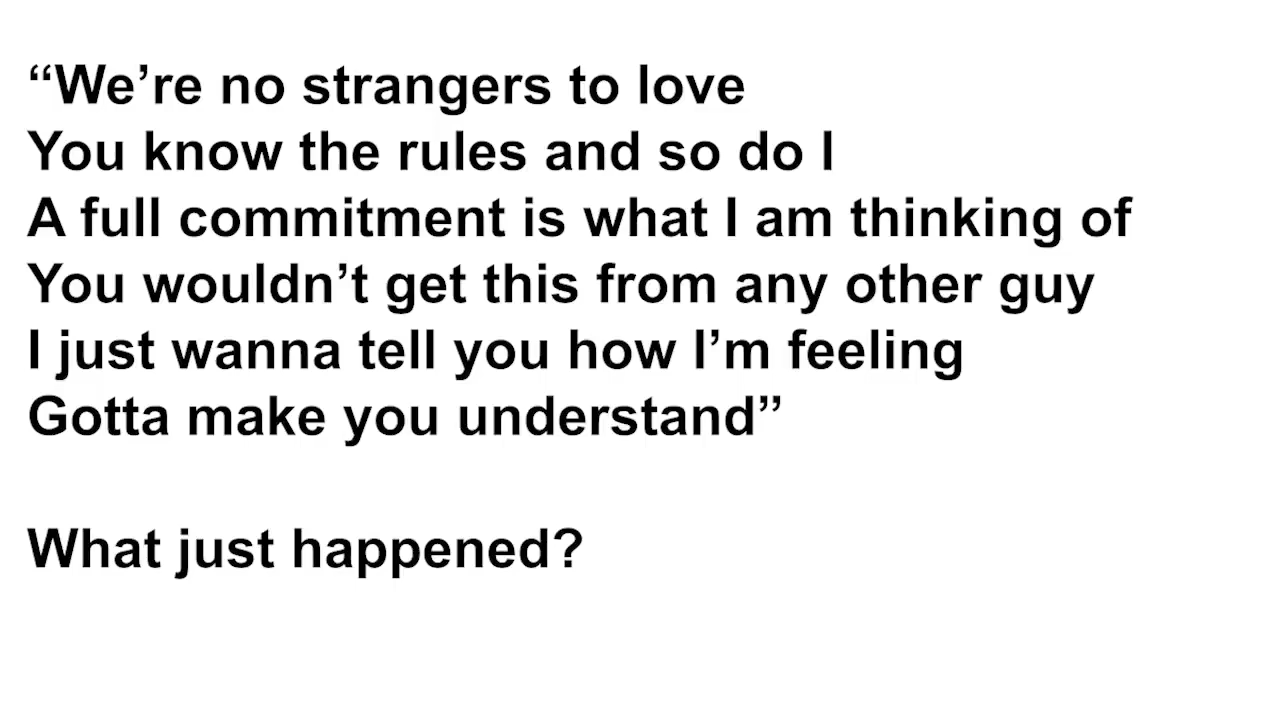 “We’re no strangers to love
You know the rules and so do I
A full commitment is what I am thinking of
You wouldn’t get this from any other guy
I just wanna tell you how I’m feeling
Gotta make you understand”
What just happened?